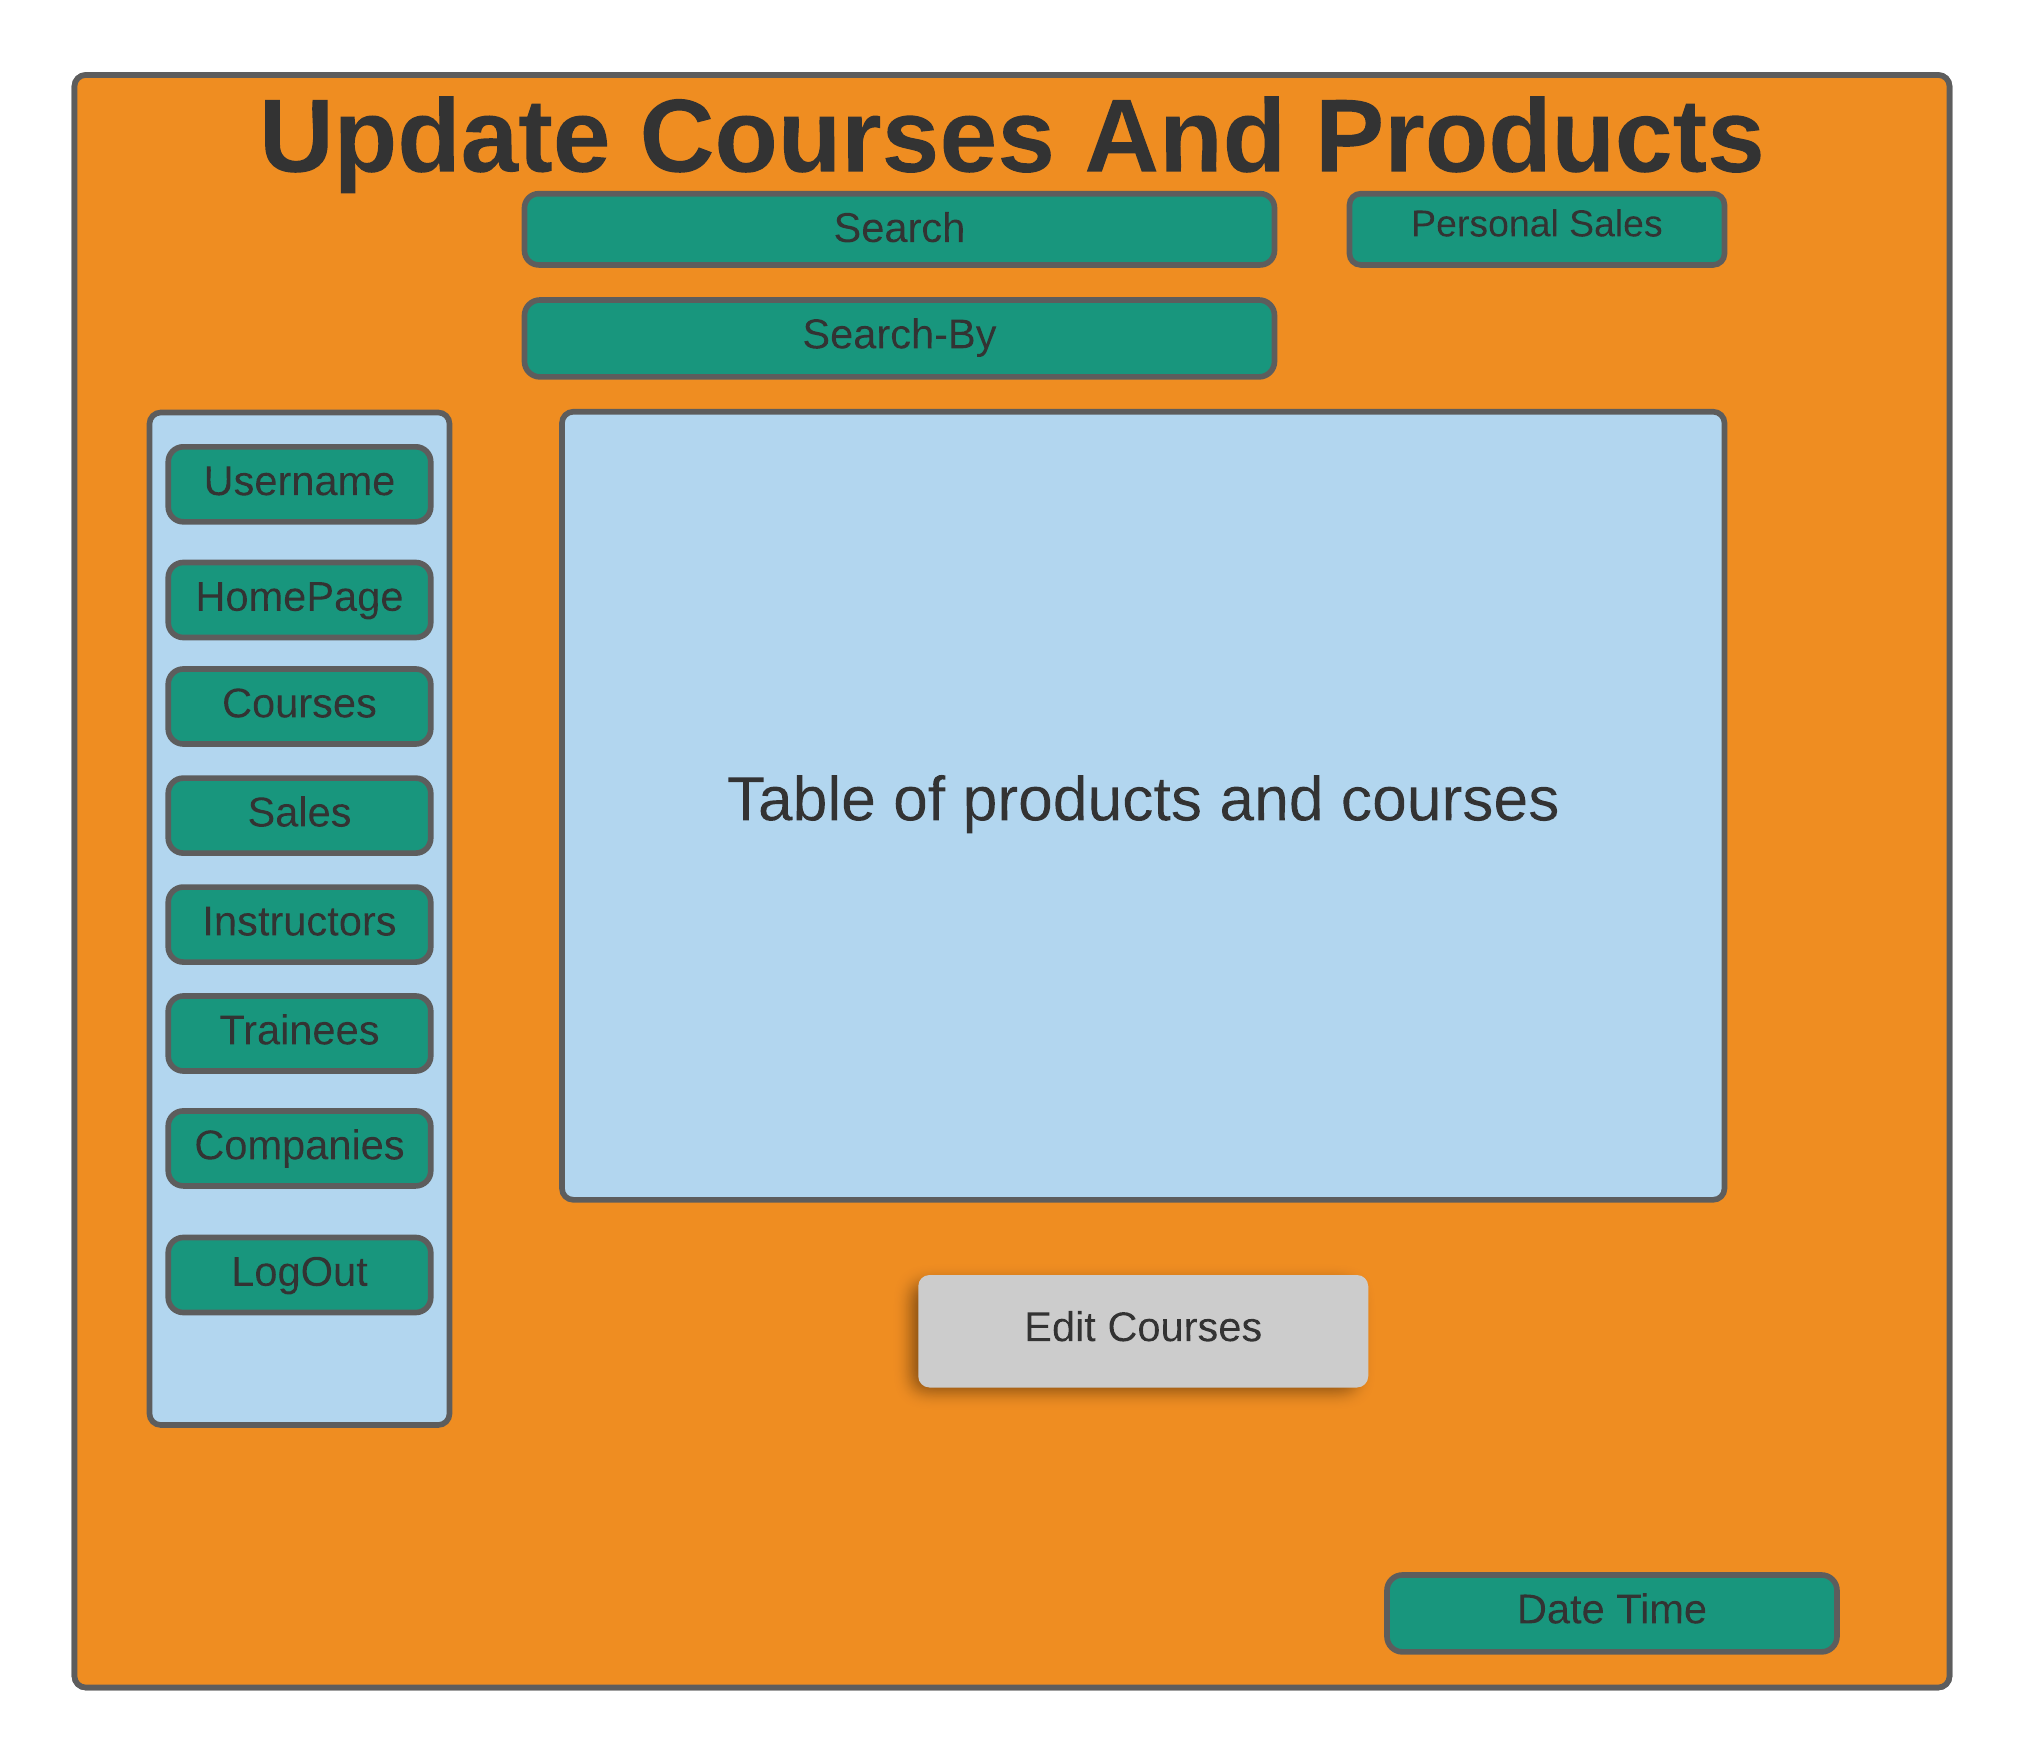 Update Courses And Products
Search
Personal Sales
Search-By
Username
HomePage
Courses
Sales
Instructors
Trainees
Companies
LogOut
Table of products and courses
Edit Courses
Date Time